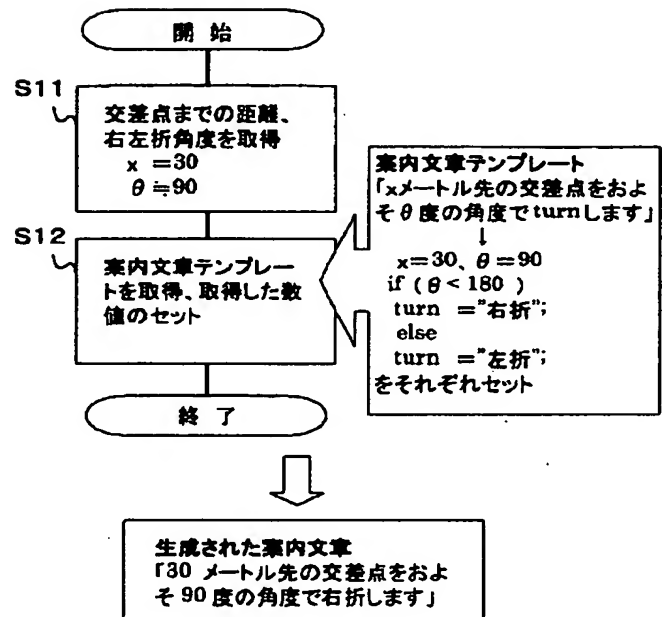 開始
S11
交差点までの距離、
右左折角度を取得
x =30
θ≒90
S12
案内文章テンプレー
トを取得、取得した数
値のセット
案内文章テンプレート
「xメートル先の交差点をおよ
そθ度の角度でturnします」
↓
x=30、θ=90
if ( θ< 180 )
turn ="右折";
else
turn ="左折";
をそれぞれセット
終了
生成された案内文章
「30 メートル先の交差点をおよ
そ 90 度の角度で右折します」